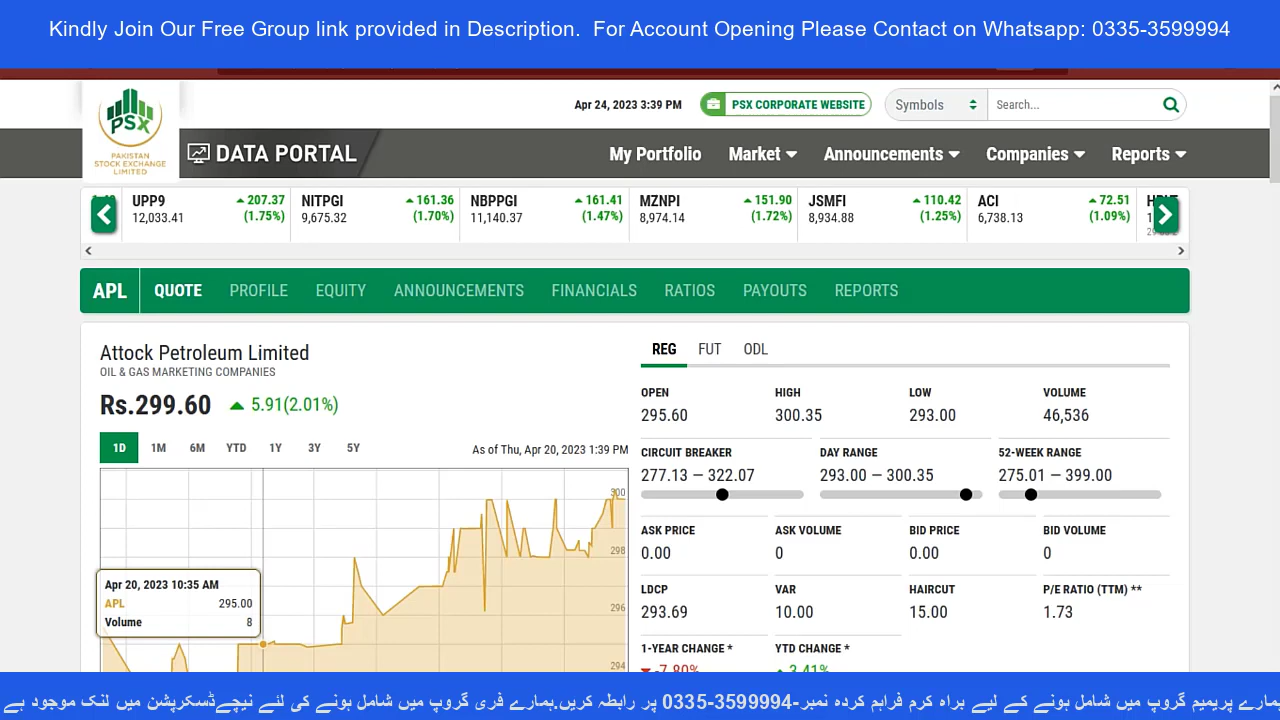 Kindly Join Our Free Group link provided in Description.  For Account Opening Please Contact on Whatsapp: 0335-3599994
Apr 24, 2023 3:39 PM PSX CORPORATE WEBSITE Symbols Search...
PSX
PAKISTAN
STOCK EXCHANGE
LIMITED
DATA PORTAL My Portfolio Market Announcements Companies Reports
UPP9 207.37 NITPGI 161.36 NBPPGI 161.41 MZNPI 151.90 JSMFI 110.42 ACI 72.51
12,033.41 (1.75%) 9,675.32 (1.70%) 11,140.37 (1.47%) 8,974.14 (1.72%) 8,934.88 (1.25%) 6,738.13 (1.09%)
APL QUOTE PROFILE EQUITY ANNOUNCEMENTS FINANCIALS RATIOS PAYOUTS REPORTS
Attock Petroleum Limited
OIL & GAS MARKETING COMPANIES
Rs.299.60 5.91(2.01%)
1D 1M 6M YTD 1Y 3Y 5Y As of Thu, Apr 20, 2023 1:39 PM
300
298
296
294
Apr 20, 2023 10:35 AM
APL 295.00
Volume 8
REG FUT ODL
OPEN HIGH LOW VOLUME
295.60 300.35 293.00 46,536
CIRCUIT BREAKER DAY RANGE 52-WEEK RANGE
277.13 — 322.07 293.00 — 300.35 275.01 — 399.00
ASK PRICE ASK VOLUME BID PRICE BID VOLUME
0.00 0 0.00 0
LDCP VAR HAIRCUT P/E RATIO (TTM) **
293.69 10.00 15.00 1.73
1-YEAR CHANGE * YTD CHANGE *
-7.80% 3.41%
ہمارے پریمیم گروپ میں شامل ہونے کے لیے براہ کرم فراہم کردہ نمبر-0335-3599994 پر رابطہ کریں.ہمارے فری گروپ میں شامل ہونے کی لئے نیچےڈسکرپشن میں لنک موجود ہے